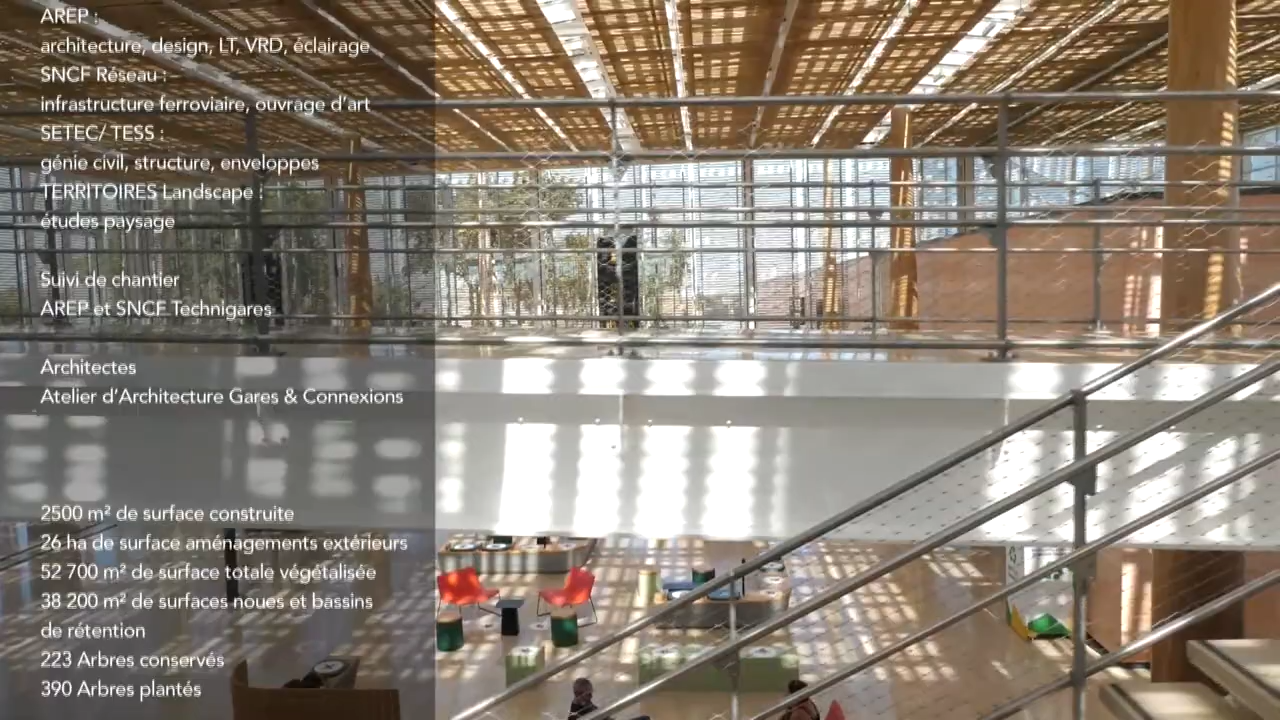 AREP :
architecture, design, LT, VRD, éclairage
SNCF Réseau :
infrastructure ferroviaire, ouvrage d'art
SETEC/ TESS :
génie civil, structure, enveloppes
TERRITOIRES Landscape :
études paysage
Suivi de chantier
AREP et SNCF Technigares
Architectes
Atelier d'Architecture Gares & Connexions
2500 m² de surface construite
26 ha de surface aménagements extérieurs
52 700 m² de surface totale végétalisée
38 200 m² de surfaces noues et bassins
de rétention
223 Arbres conservés
390 Arbres plantés